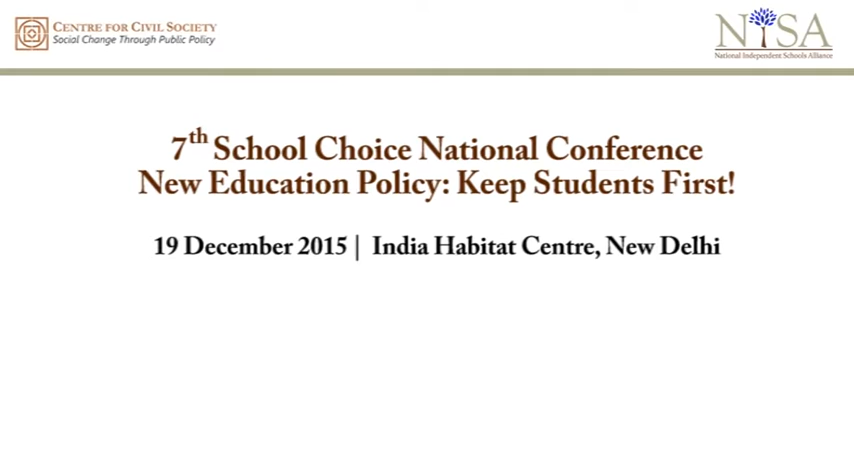 CENTRE FOR CIVIL SOCIETY
Social Change Through Public Policy
NISA
National Independent Schools Alliance
7th School Choice National Conference
New Education Policy: Keep Students First!
19 December 2015 | India Habitat Centre, New Delhi